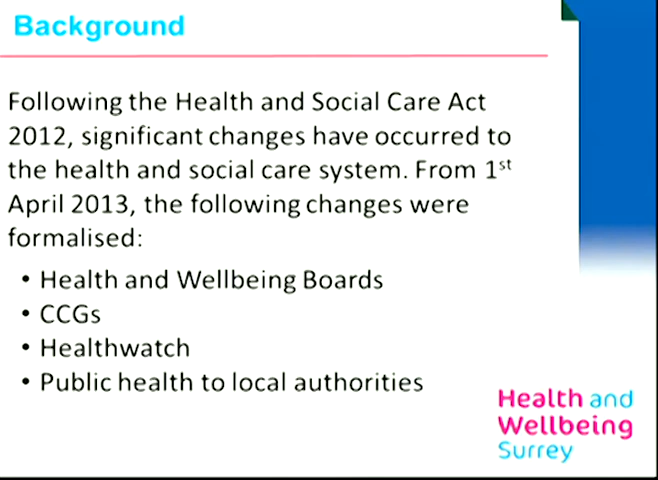 Background
Following the Health and Social Care Act
2012, significant changes have occurred to
the health and social care system. From 1st
April 2013, the following changes were
formalised:
• Health and Wellbeing Boards
• CCGs
• Healthwatch
• Public health to local authorities
Health and
Wellbeing
Surrey